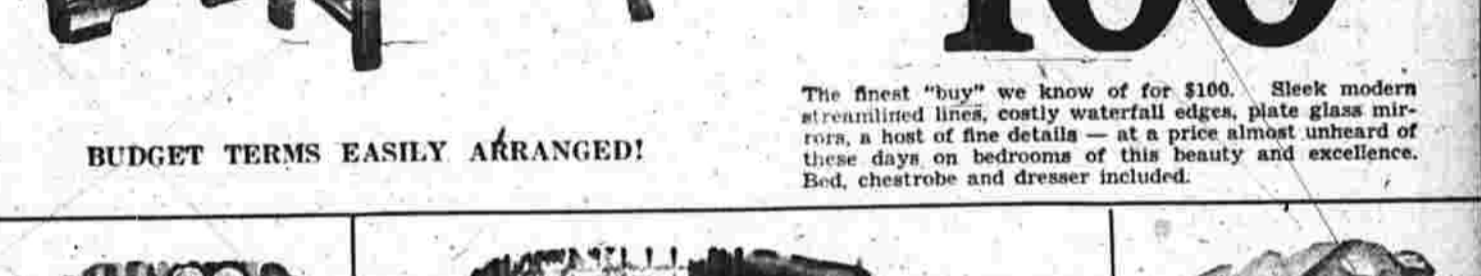 100
BUDGET TERMS EASILY ARRANGED!
The finest "buy" we know of for $100. Sleek modern
streamlined lines, costly waterfall edges, plate glass mir-
rors, a host of fine details — at a price almost unheard of
these days on bedrooms of this beauty and excellence.
Bed, chestrobe and dresser included.